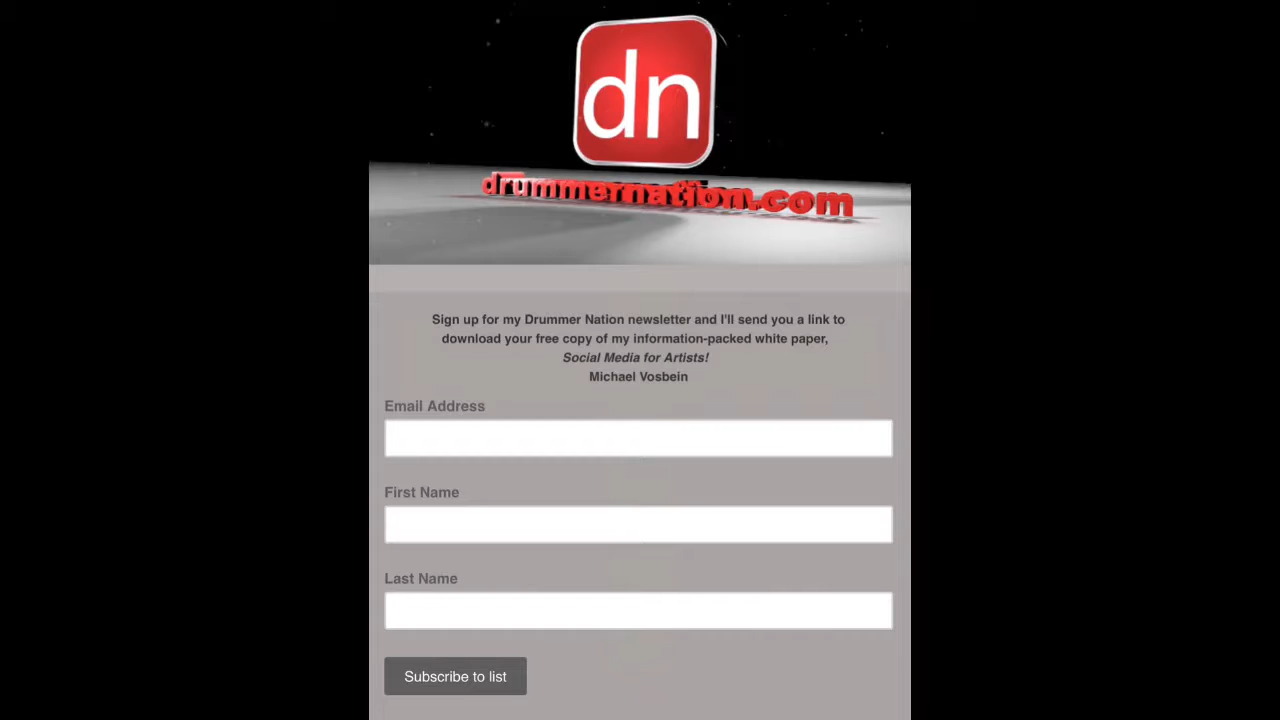 dn
drummernation.com
Sign up for my Drummer Nation newsletter and I'll send you a link to
download your free copy of my information-packed white paper,
Social Media for Artists!
Michael Vosbein
Email Address
First Name
Last Name
Subscribe to list